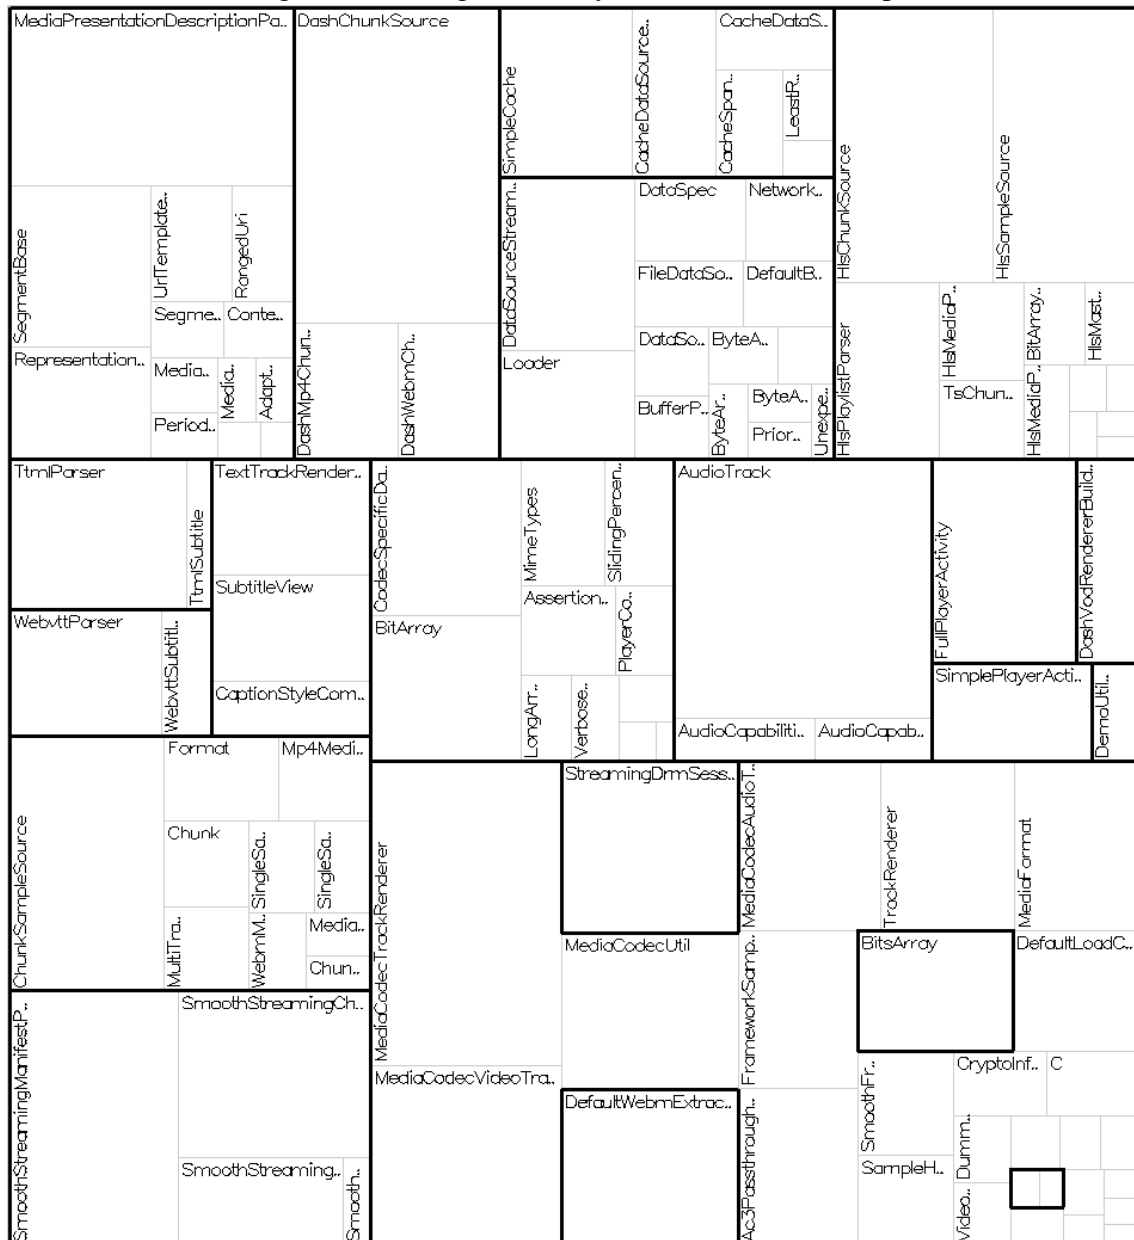 MediaPresentationDescriptionPa..
SegmentBase
UrlTemplate..
RangedUri
Segme..
Conte..
Representation..
Media..
Media..
Adapt..
Period..
DashChunkSource
DashMp4Chun..
DashWebmCh..
SimpleCache
CacheDataSource..
CacheDataS..
CacheSpan..
LeastR..
DataSourceStream..
Loader
DataSpec
Network..
FileDataSo..
DefaultB..
DataSo..
ByteA..
BufferP..
ByteAr..
ByteA..
Prior..
Unexpe..
HlsChunkSource
HlsSampleSource
HlsPlaylistParser
HlsMediaP..
BitArray..
HlsMast..
TsChun..
HlsMediaP..
TtmlParser
TtmlSubtitle
WebvttParser
WebvttSubtitl..
TextTrackRender..
SubtitleView
CaptionStyleCom..
CodecSpecificDa..
BitArray
MimeTypes
SlidingPercen..
Assertion..
PlayerCo..
LongArr..
Verbose..
AudioTrack
AudioCapabiliti..
AudioCapab..
FullPlayerActivity
DashVodRendererBuild..
SimplePlayerActi..
DemoUtil..
ChunkSampleSource
Format
Mp4Medi..
Chunk
SingleSa..
SingleSa..
MultiTra..
WebmM..
Media..
Chun..
SmoothStreamingManifestP..
SmoothStreamingCh..
SmoothStreaming..
Smooth..
MediaCodecTrackRenderer
MediaCodecVideoTra..
StreamingDrmSess..
MediaCodecUtil
DefaultWebmExtrac..
MediaCodecAudioT..
TrackRenderer
MediaFormat
FrameworkSamp..
BitsArray
DefaultLoadC..
Ac3Passthrough..
SmoothFr..
SampleH..
CryptoInf..
C
Dumm..
Video..